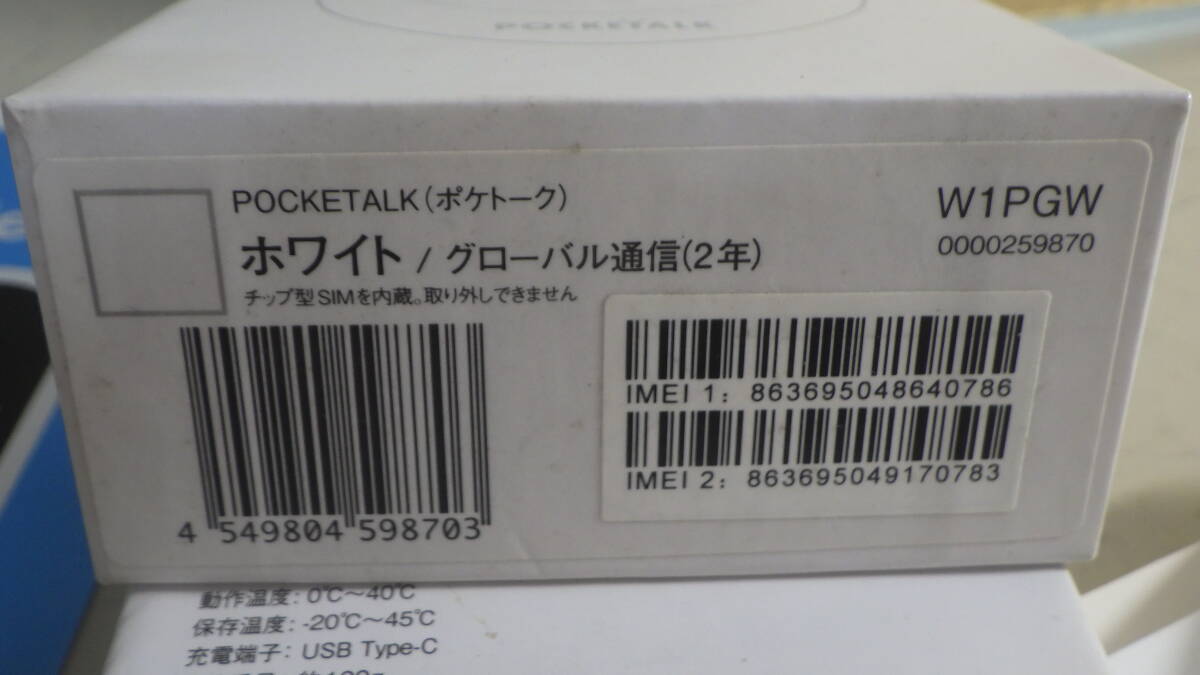 POCKETALK
POCKETALK(ポケトーク)
ホワイト / グローバル通信(2年)
チップ型SIMを内蔵。取り外しできません
W1PGW
0000259870
IMEI 1: 863695048640786
IMEI 2: 863695049170783
4 549804 598703
動作温度: 0℃～40℃
保存温度: -20℃～45℃
充電端子: USB Type-C